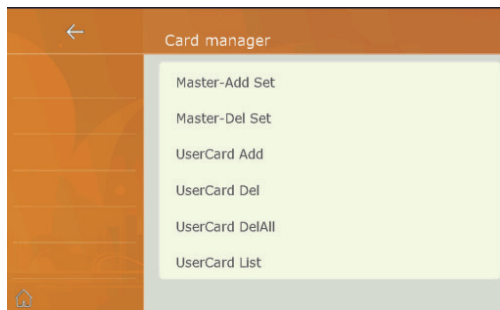 Card manager
Master-Add Set
Master-Del Set
UserCard Add
UserCard Del
UserCard DelAll
UserCard List